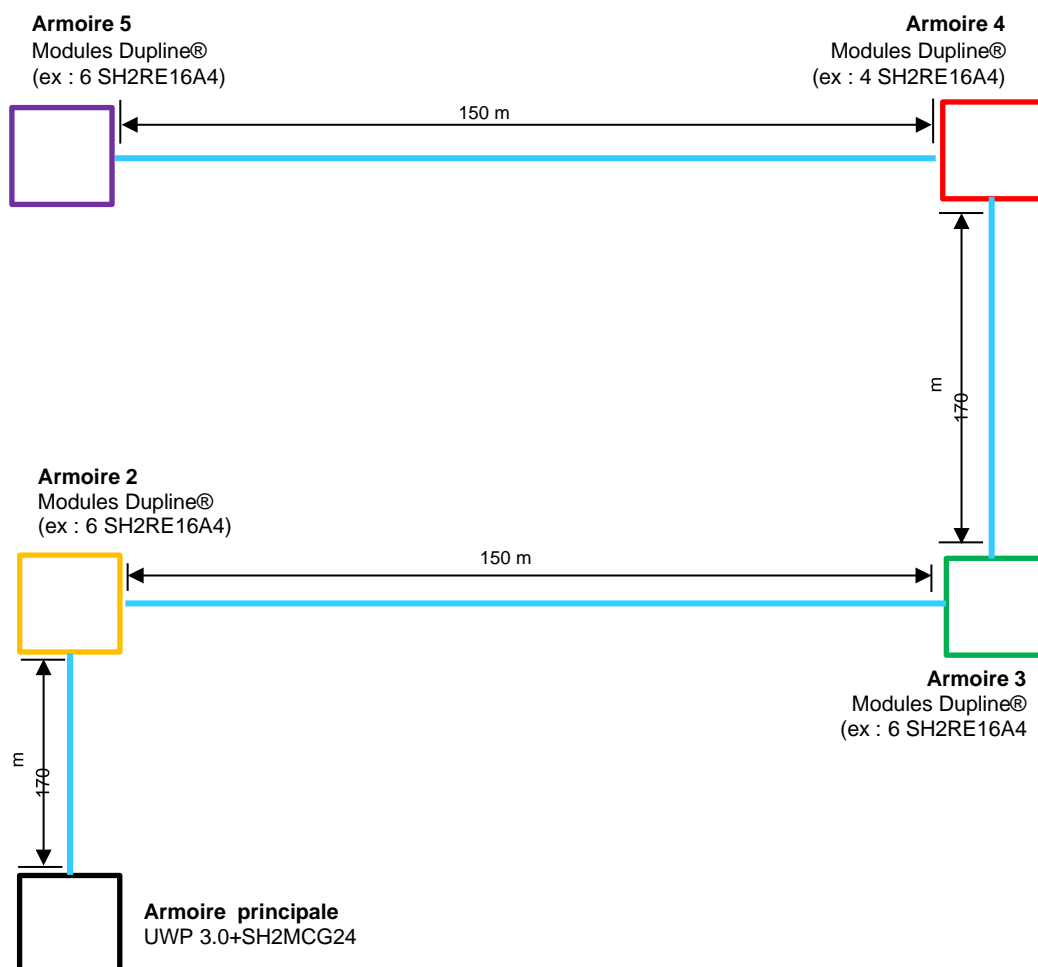 Armoire 5
Modules Dupline®
(ex : 6 SH2RE16A4)
Armoire 4
Modules Dupline®
(ex : 4 SH2RE16A4)
150 m
m
170
Armoire 2
Modules Dupline®
(ex : 6 SH2RE16A4)
150 m
Armoire 3
Modules Dupline®
(ex : 6 SH2RE16A4
m
170
Armoire principale
UWP 3.0+SH2MCG24